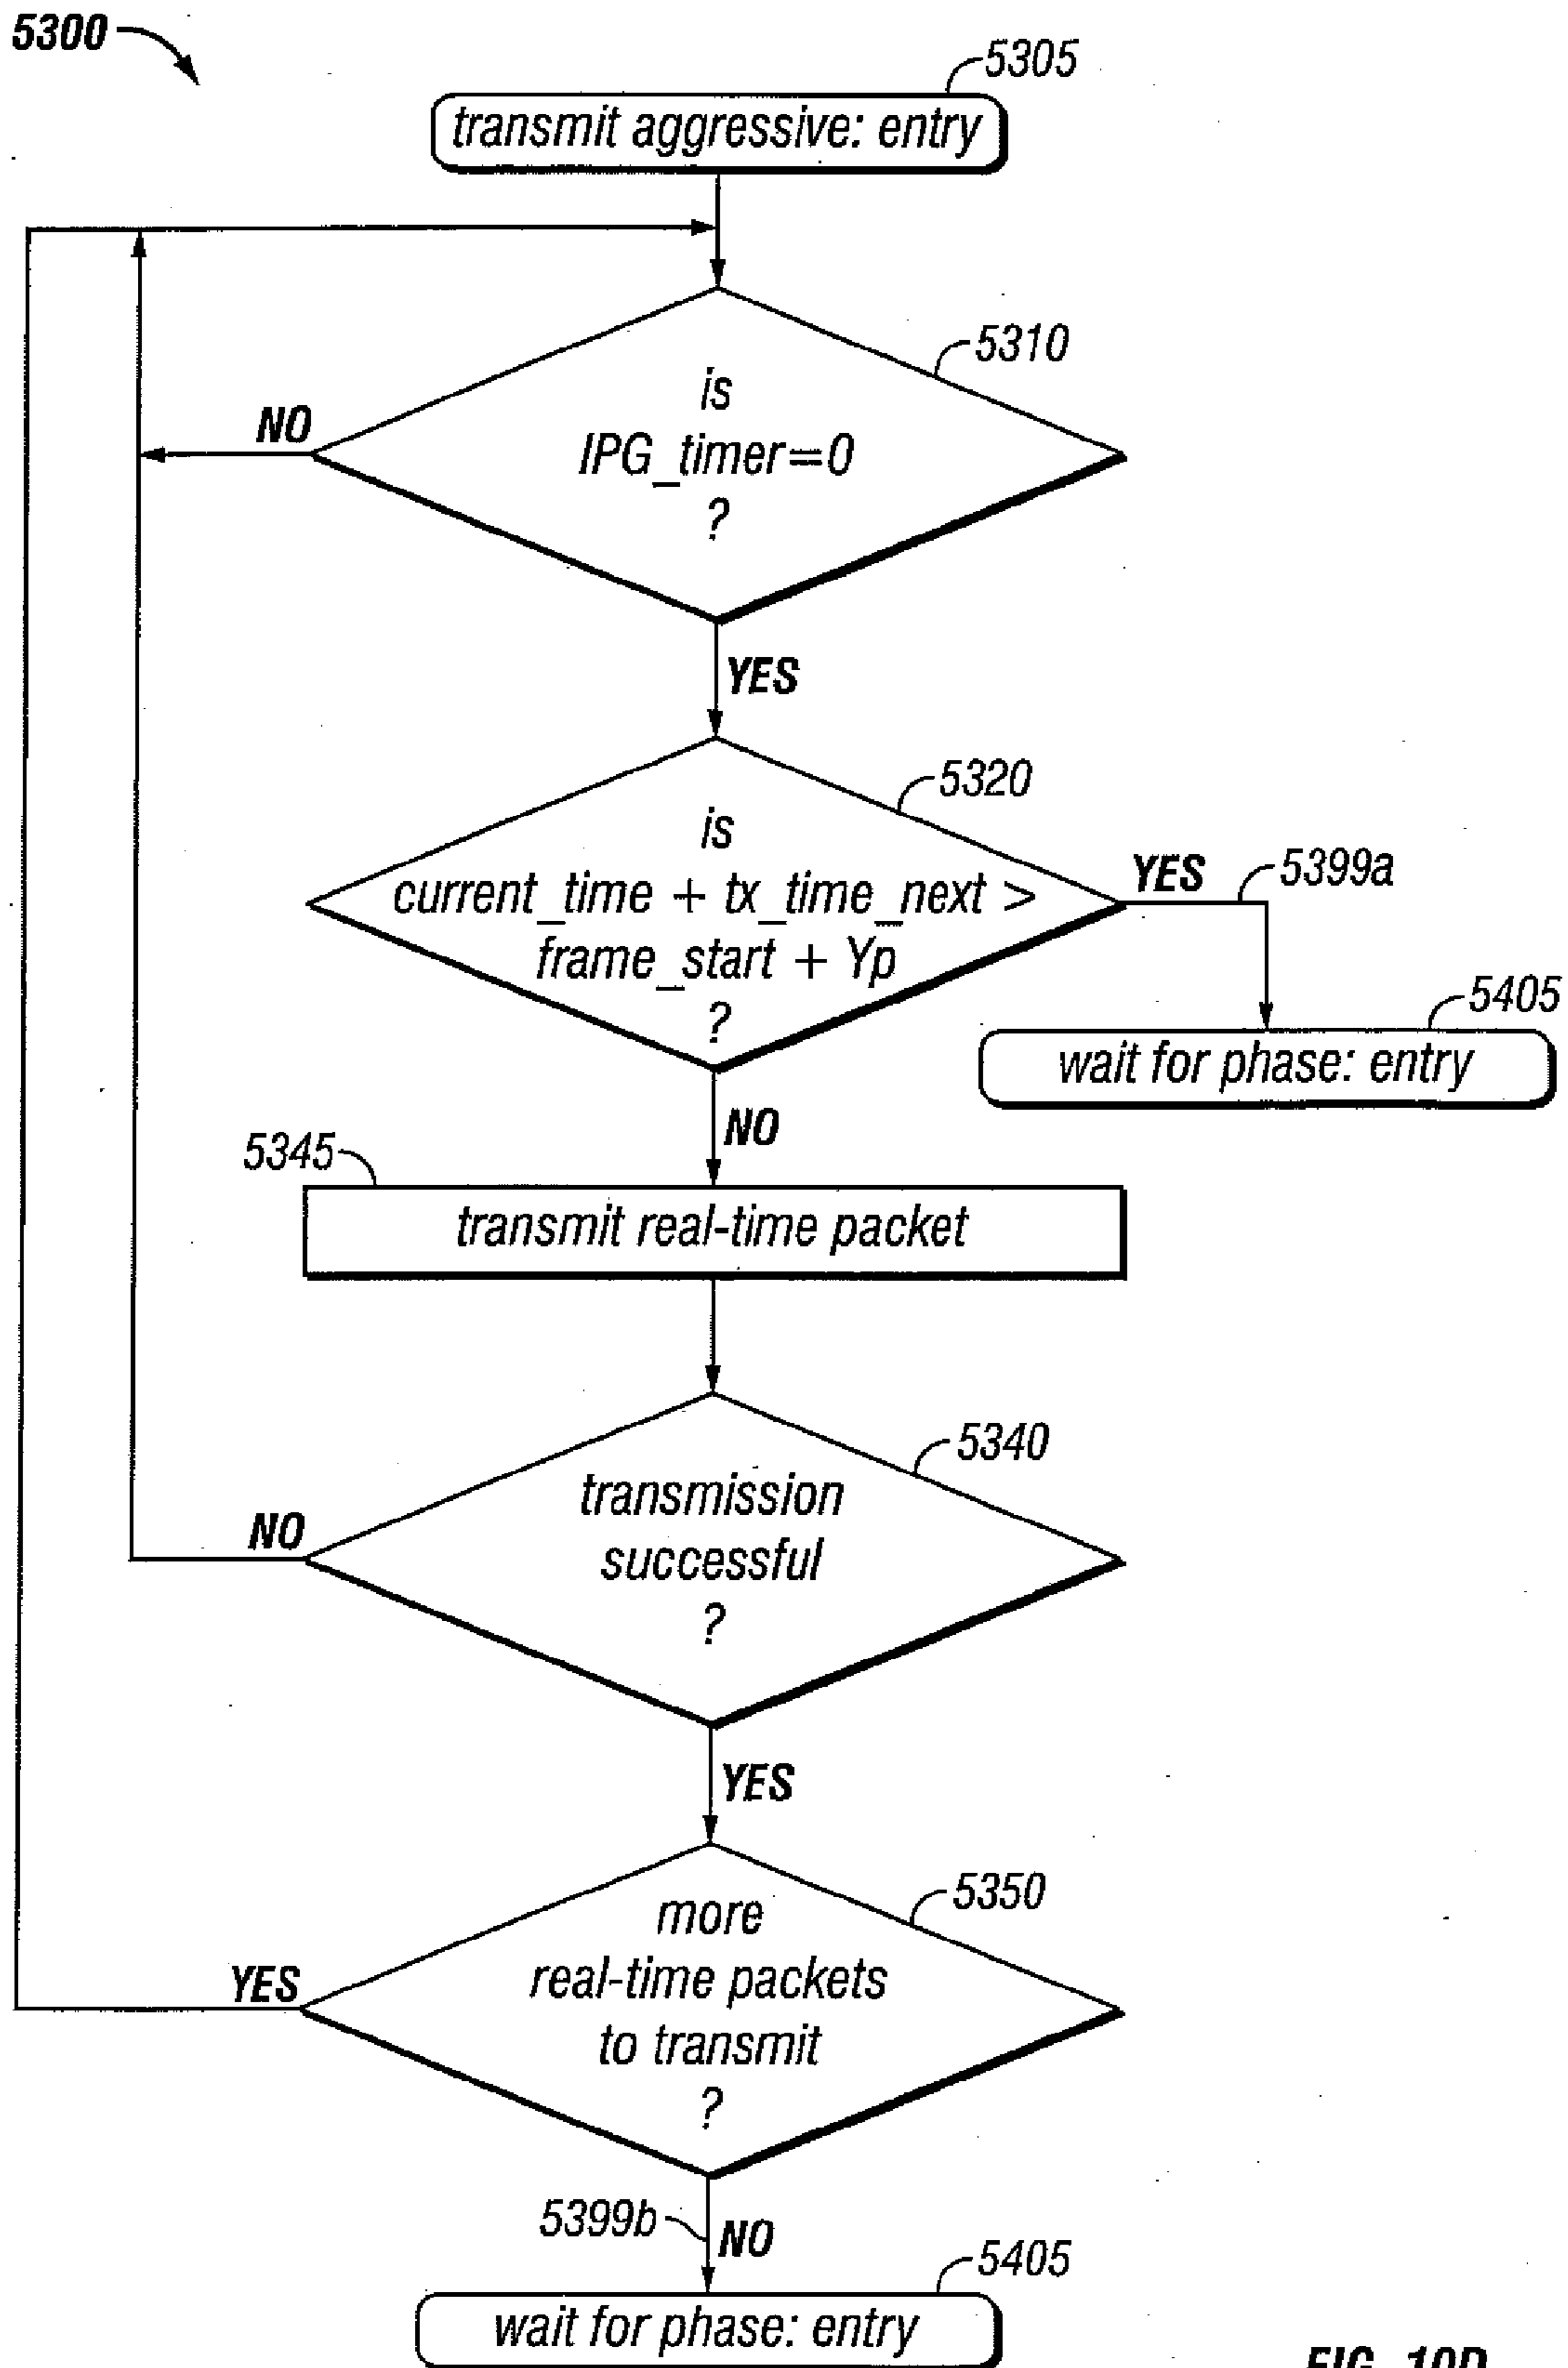 5300
5305
transmit aggressive: entry
5310
is
IPG_timer=0
?
NO
YES
5320
is
current_time + tx_time_next >
frame_start + Yp
?
YES
5399a
5405
wait for phase: entry
NO
5345
transmit real-time packet
5340
transmission
successful
?
NO
YES
5350
more
real-time packets
to transmit
?
YES
5399b
NO
5405
wait for phase: entry
FIG. 10D